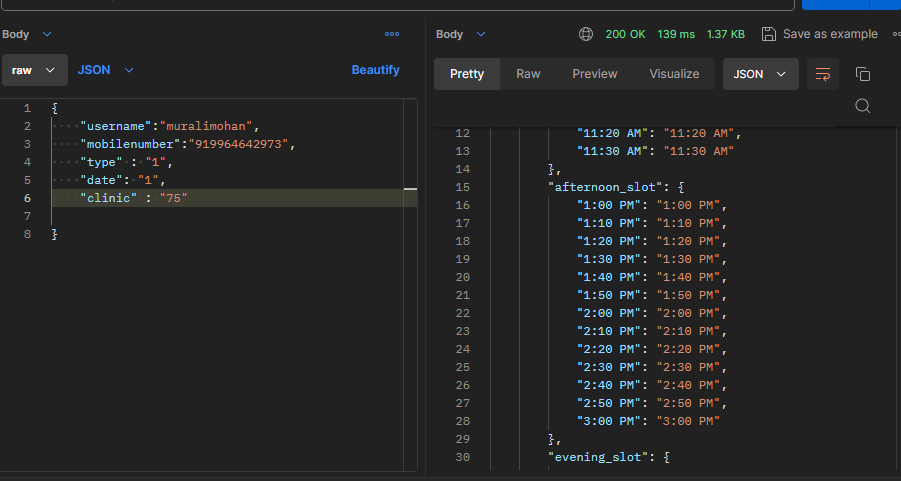 Body
raw JSON Beautify
1 {
2 ····"username":"muralimohan",
3 ····"mobilenumber":"919964642973",
4 ····"type" : "1",
5 ····"date": "1",
6 ····"clinic" : "75"
7
8 }
Body 200 OK 139 ms 1.37 KB Save as example
Pretty Raw Preview Visualize JSON
12 "11:20 AM": "11:20 AM",
13 "11:30 AM": "11:30 AM"
14 },
15 "afternoon_slot": {
16 "1:00 PM": "1:00 PM",
17 "1:10 PM": "1:10 PM",
18 "1:20 PM": "1:20 PM",
19 "1:30 PM": "1:30 PM",
20 "1:40 PM": "1:40 PM",
21 "1:50 PM": "1:50 PM",
22 "2:00 PM": "2:00 PM",
23 "2:10 PM": "2:10 PM",
24 "2:20 PM": "2:20 PM",
25 "2:30 PM": "2:30 PM",
26 "2:40 PM": "2:40 PM",
27 "2:50 PM": "2:50 PM",
28 "3:00 PM": "3:00 PM"
29 },
30 "evening_slot": {